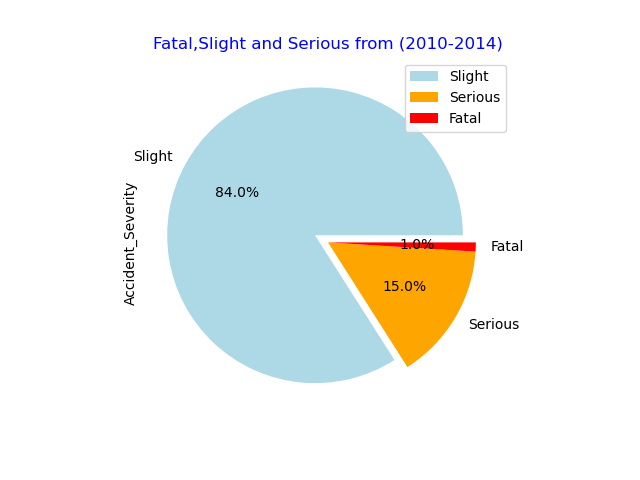 Fatal,Slight and Serious from (2010-2014)
Slight
Serious
Fatal
Slight
84.0%
Accident_Severity
1.0%
Fatal
15.0%
Serious